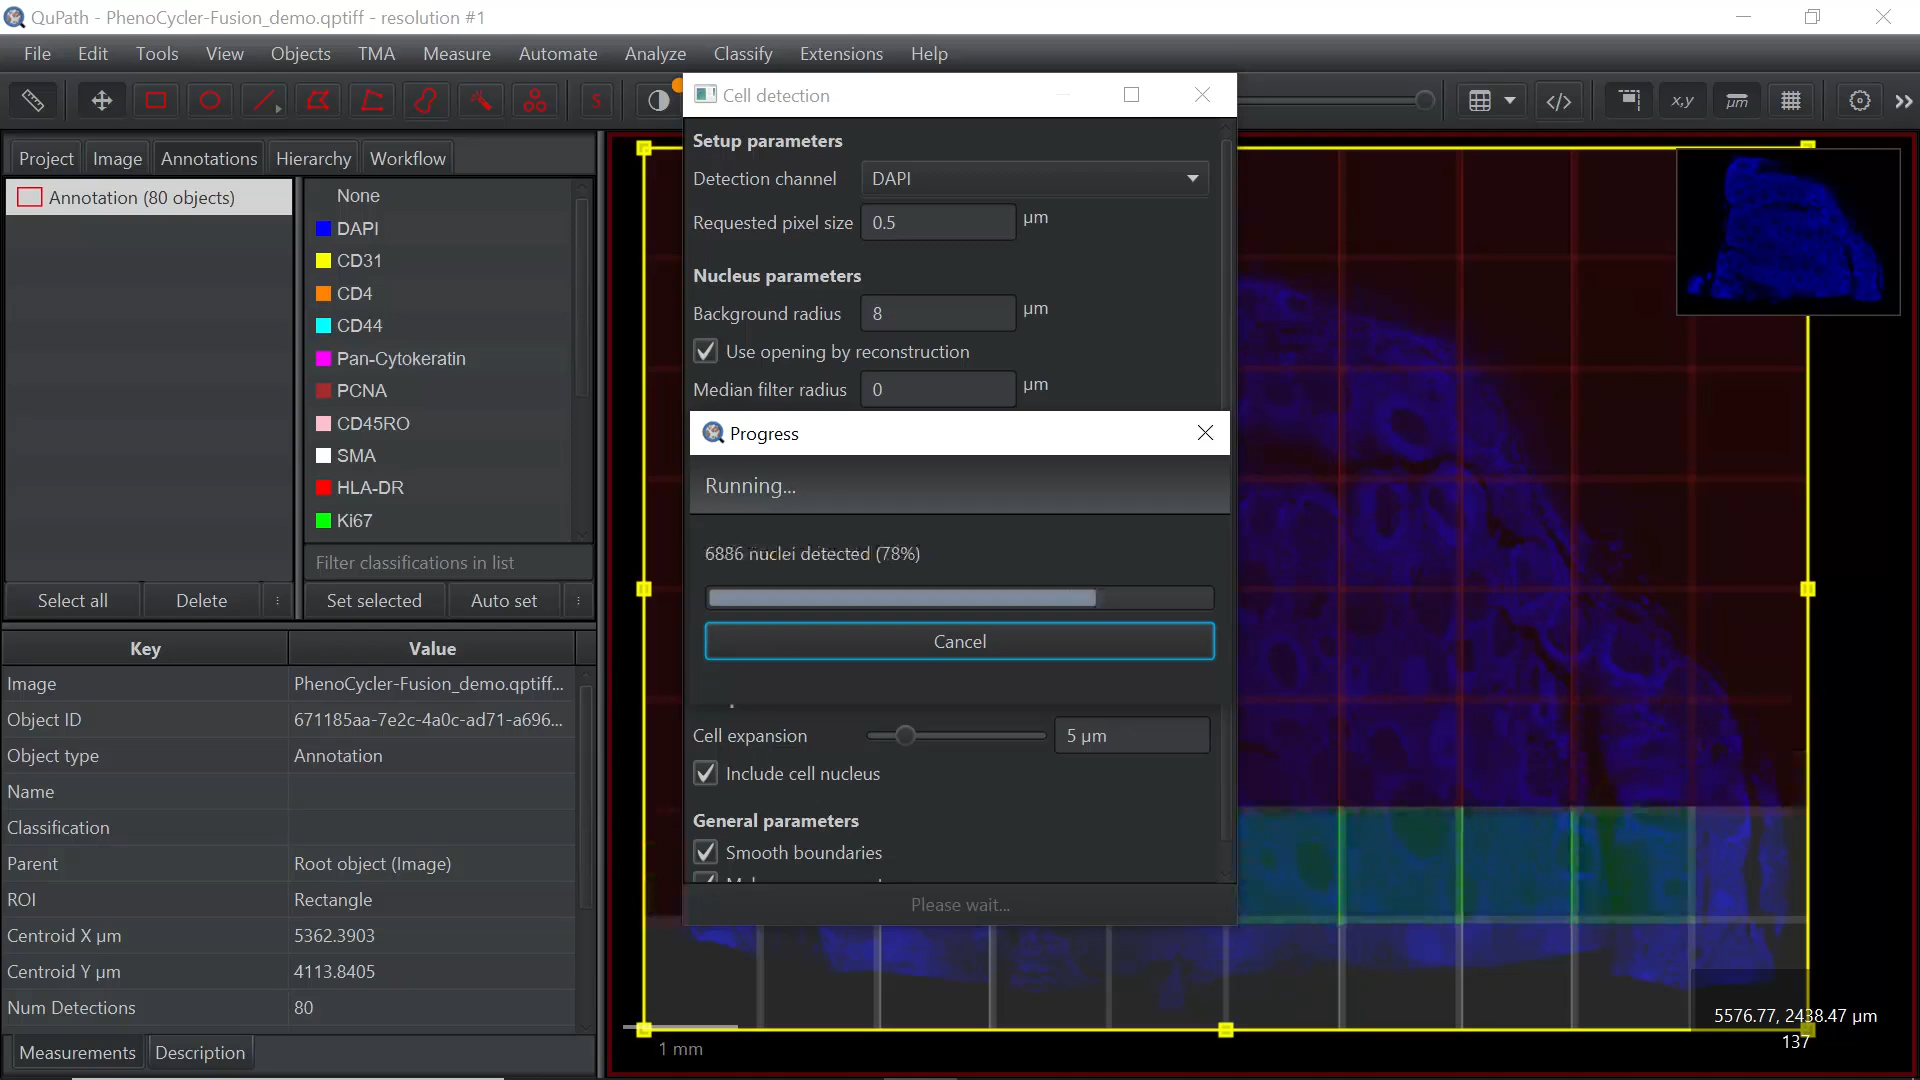 QuPath - PhenoCycler-Fusion_demo.qptiff - resolution #1
File Edit Tools View Objects TMA Measure Automate Analyze Classify Extensions Help
S
x,y
μm
Project Image Annotations Hierarchy Workflow
Annotation (80 objects)
None
DAPI
CD31
CD4
CD44
Pan-Cytokeratin
PCNA
CD45RO
SMA
HLA-DR
Ki67
Filter classifications in list
Select all Delete Set selected Auto set
Key Value
Image PhenoCycler-Fusion_demo.qptiff...
Object ID 671185aa-7e2c-4a0c-ad71-a696...
Object type Annotation
Name
Classification
Parent Root object (Image)
ROI Rectangle
Centroid X μm 5362.3903
Centroid Y μm 4113.8405
Num Detections 80
Measurements Description
Cell detection
Setup parameters
Detection channel DAPI
Requested pixel size 0.5 μm
Nucleus parameters
Background radius 8 μm
Use opening by reconstruction
Median filter radius 0 μm
Progress
Running...
6886 nuclei detected (78%)
Cancel
Cell expansion 5 μm
Include cell nucleus
General parameters
Smooth boundaries
Please wait...
1 mm
5576.77, 2438.47 μm
137